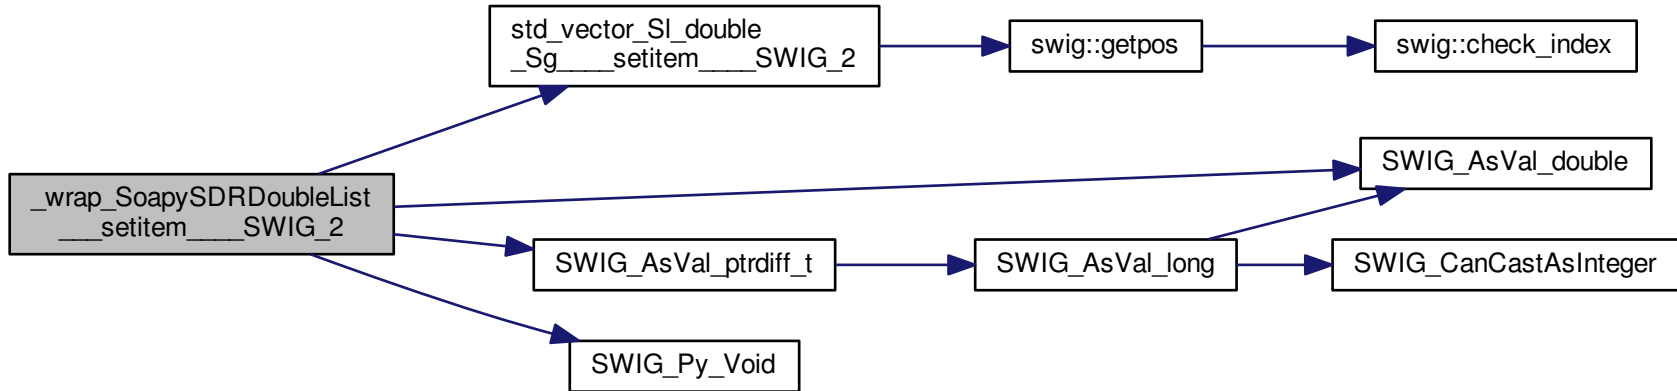 std_vector_Sl_double
_Sg____setitem____SWIG_2
swig::getpos
swig::check_index
SWIG_AsVal_double
_wrap_SoapySDRDoubleList
___setitem____SWIG_2
SWIG_AsVal_ptrdiff_t
SWIG_AsVal_long
SWIG_CanCastAsInteger
SWIG_Py_Void